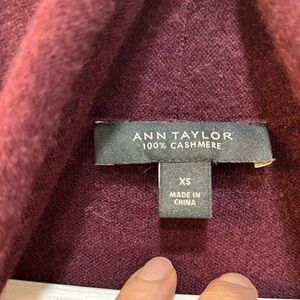 ANN TAYLOR
100% CASHMERE
XS
MADE IN
CHINA